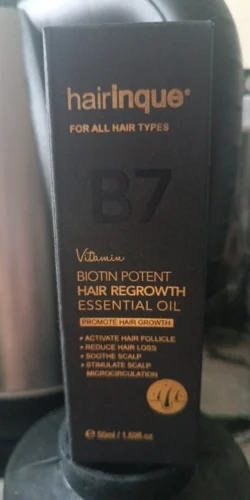 hairInque®
FOR ALL HAIR TYPES
B7
Vitamin
BIOTIN POTENT
HAIR REGROWTH
ESSENTIAL OIL
PROMOTE HAIR GROWTH
ACTIVATE HAIR FOLLICLE
REDUCE HAIR LOSS
SOOTHE SCALP
STIMULATE SCALP
MICROCIRCULATION
℮ 50ml / 1.69fl.oz